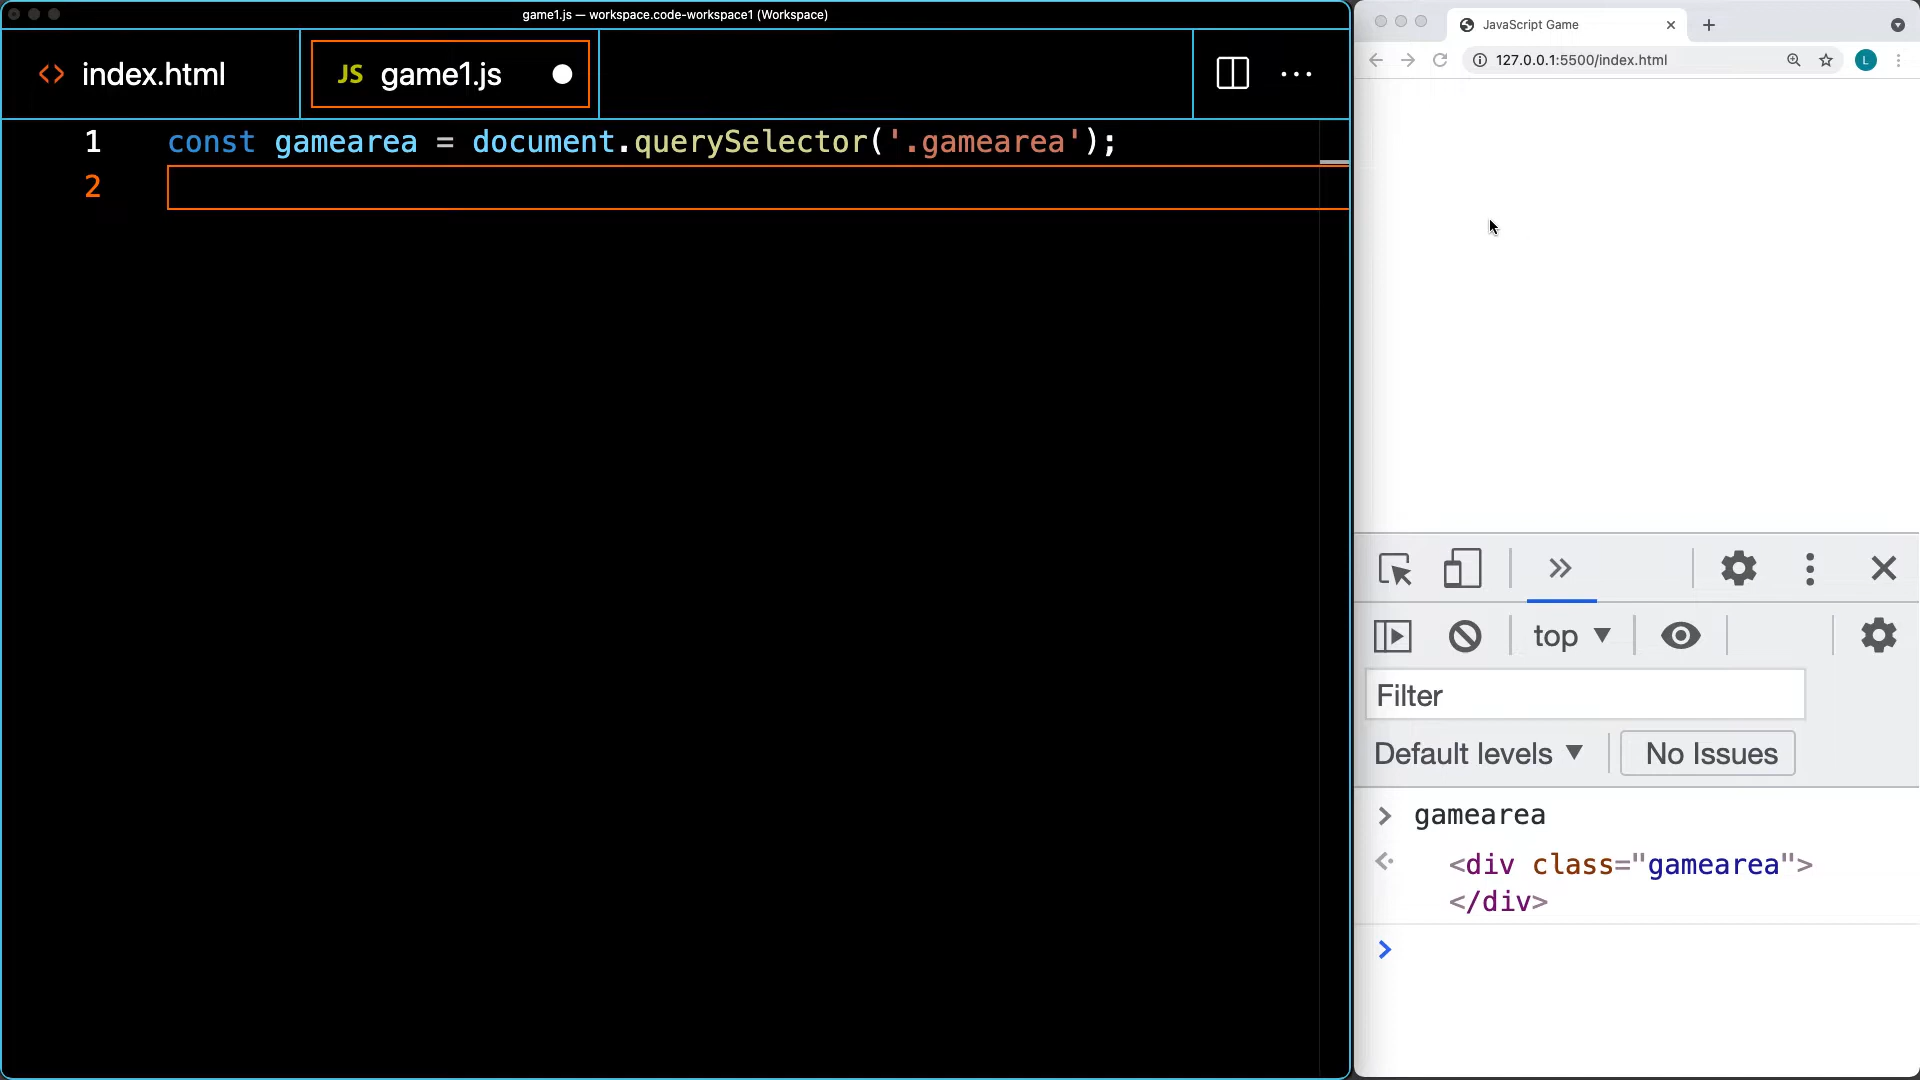 game1.js — workspace.code-workspace1 (Workspace)
index.html
JS game1.js
1 const gamearea = document.querySelector('.gamearea');
2
JavaScript Game
127.0.0.1:5500/index.html
L
top
Filter
Default levels
No Issues
> gamearea
<div class="gamearea">
</div>
>